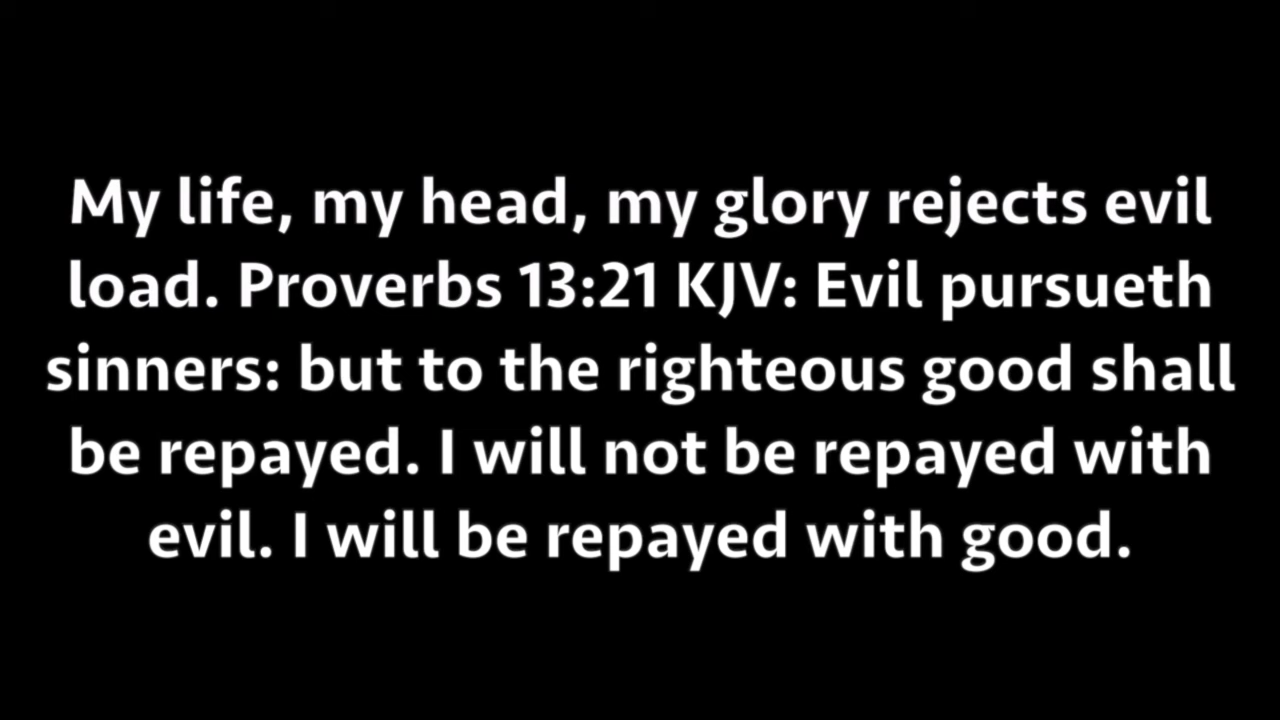 My life, my head, my glory rejects evil
load. Proverbs 13:21 KJV: Evil pursueth
sinners: but to the righteous good shall
be repayed. I will not be repayed with
evil. I will be repayed with good.